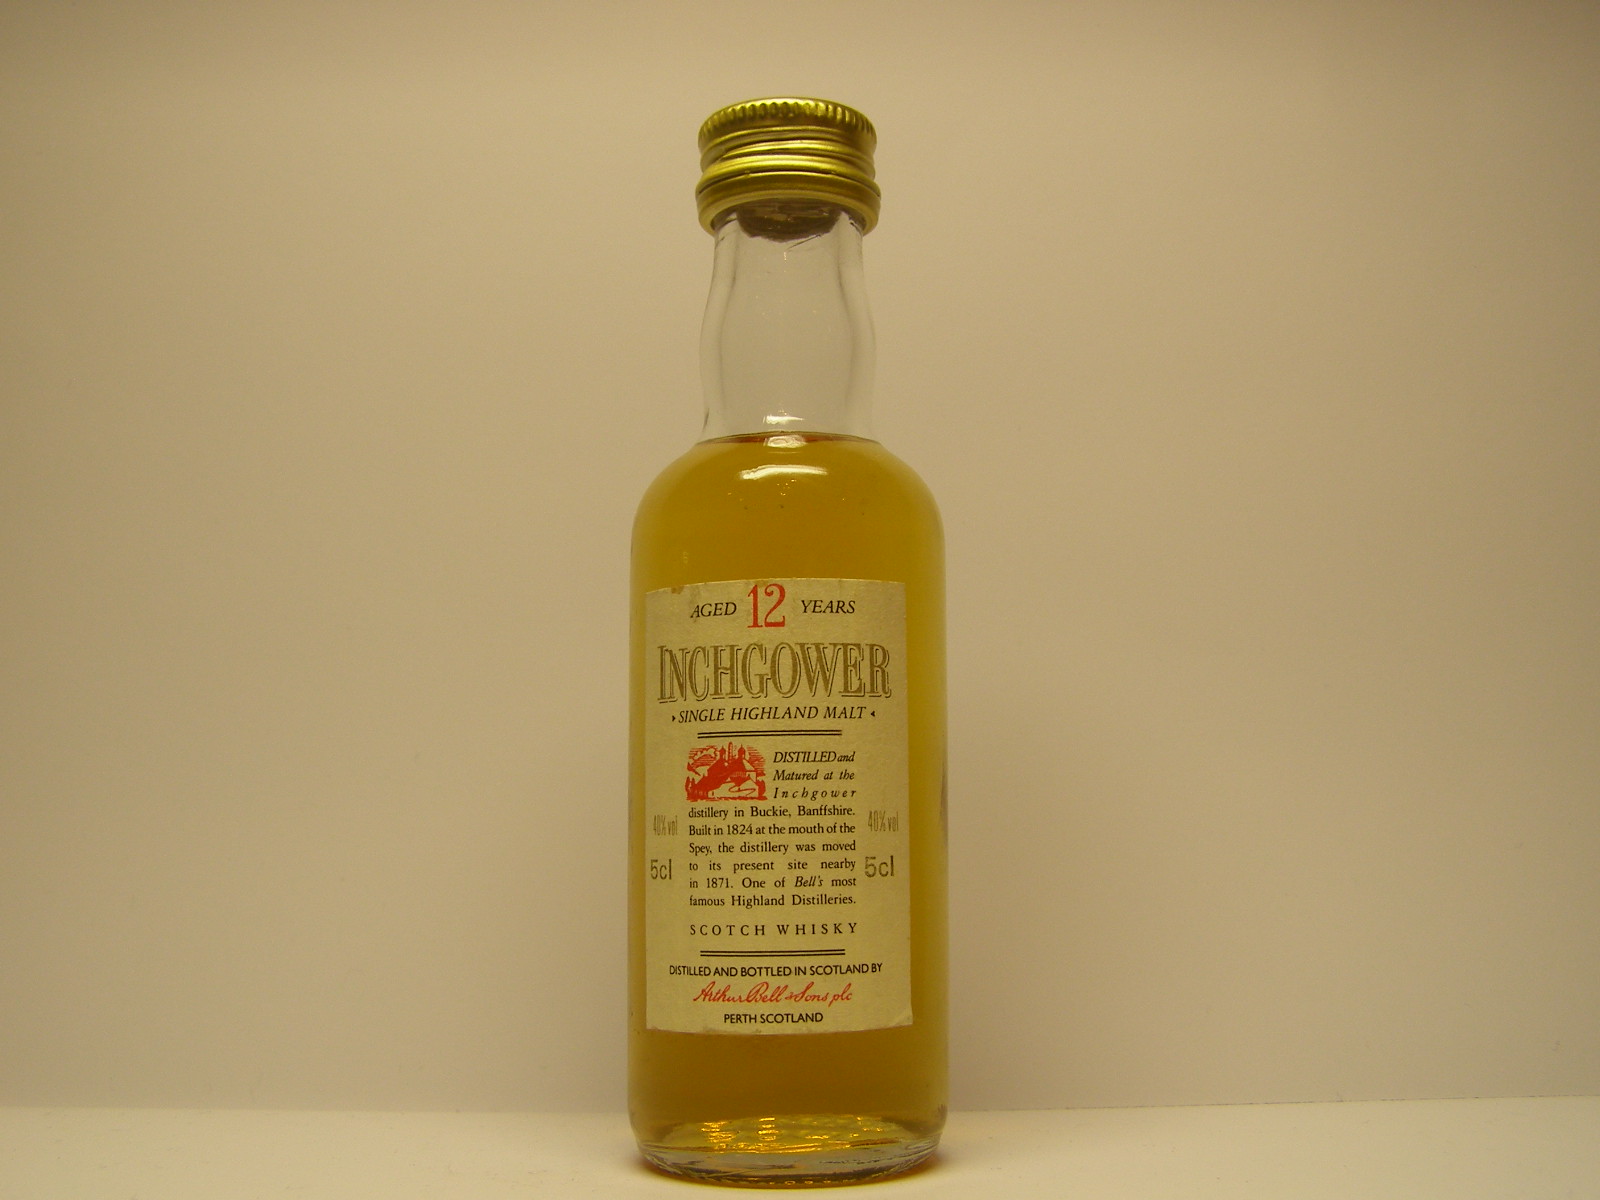 AGED 12 YEARS
INCHGOWER
SINGLE HIGHLAND MALT
DISTILLED and
Matured at the
Inchgower
distillery in Buckie, Banffshire.
Built in 1824 at the mouth of the
Spey, the distillery was moved
to its present site nearby
in 1871. One of Bell's most
famous Highland Distilleries.
40% vol
5cl
40% vol
5cl
SCOTCH WHISKY
DISTILLED AND BOTTLED IN SCOTLAND BY
Arthur Bell & Sons plc
PERTH SCOTLAND